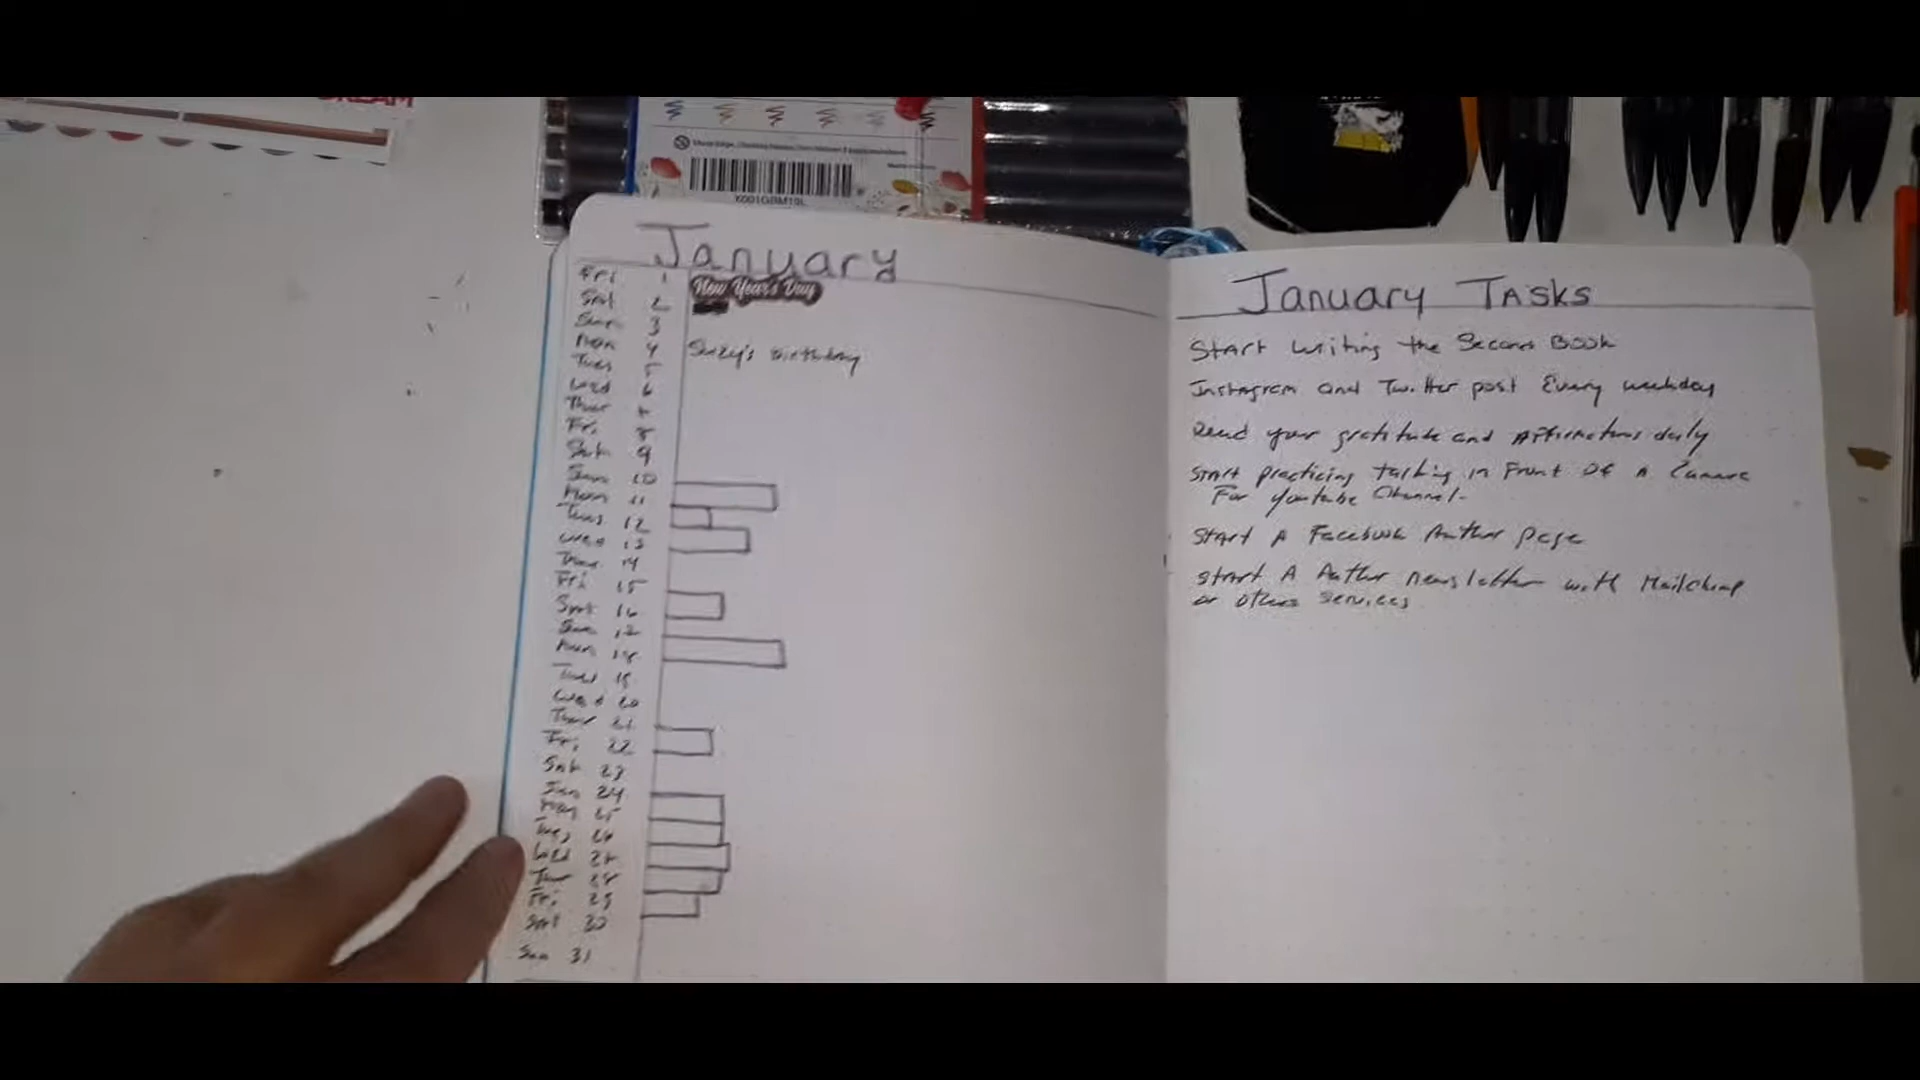 January
New Year's Day
Fri 1
Sat 2
Sun 3
Mon 4 Suzy's Birthday
Tues 5
Wed 6
Thur 7
Fri 8
Sat 9
Sun 10
Mon 11
Tues 12
Wed 13
Thur 14
Fri 15
Sat 16
Sun 17
Mon 18
Tues 19
Wed 20
Thur 21
Fri 22
Sat 23
Sun 24
Mon 25
Tues 26
Wed 27
Thur 28
Fri 29
Sat 30
Sun 31
January Tasks
Start writing the Second Book
Instagram and Twitter post Every weekday
Read your gratitude and Affirmations daily
Start practicing talking in Front Of A Camera
For Youtube Channel.
Start A Facebook Author page
Start A Author newsletter with Mailchimp
or others services
DREAM
X001GBM19L